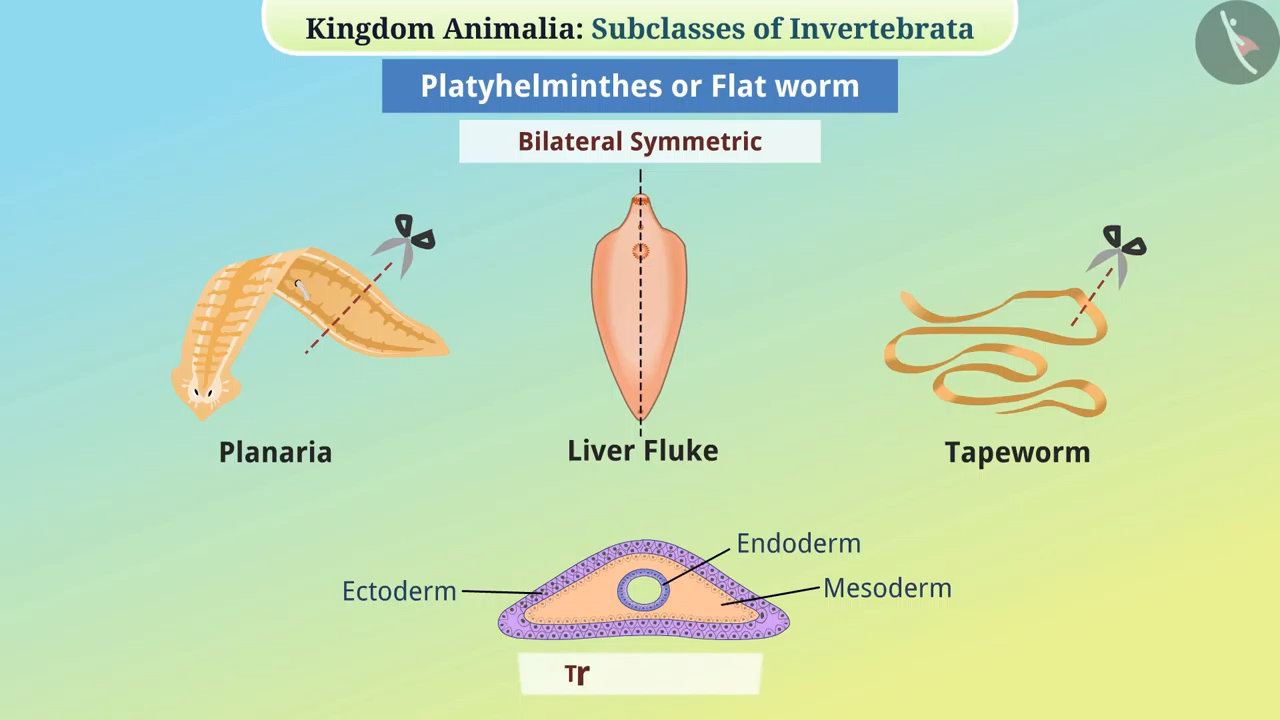 Kingdom Animalia: Subclasses of Invertebrata
Platyhelminthes or Flat worm
Bilateral Symmetric
Planaria
Liver Fluke
Tapeworm
Endoderm
Ectoderm
Mesoderm
Tr